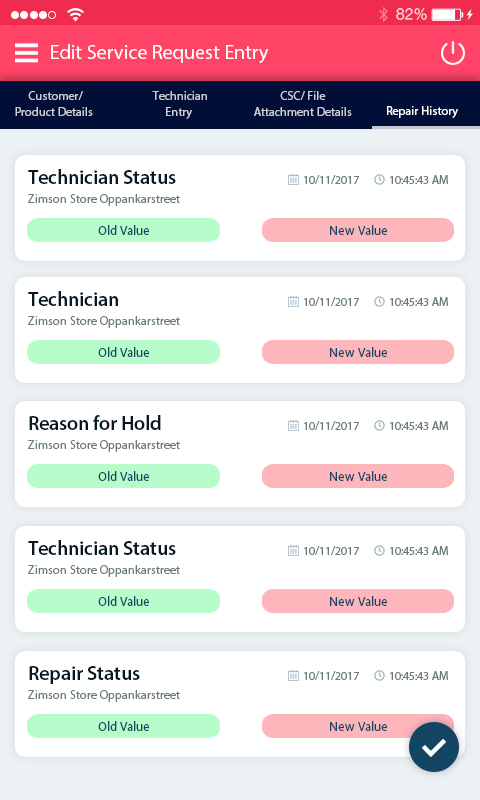 82%
Edit Service Request Entry
Customer/
Product Details
Technician
Entry
CSC/ File
Attachment Details
Repair History
Technician Status 10/11/2017 10:45:43 AM
Zimson Store Oppankarstreet
Old Value New Value
Technician 10/11/2017 10:45:43 AM
Zimson Store Oppankarstreet
Old Value New Value
Reason for Hold 10/11/2017 10:45:43 AM
Zimson Store Oppankarstreet
Old Value New Value
Technician Status 10/11/2017 10:45:43 AM
Zimson Store Oppankarstreet
Old Value New Value
Repair Status 10/11/2017 10:45:43 AM
Zimson Store Oppankarstreet
Old Value New Value